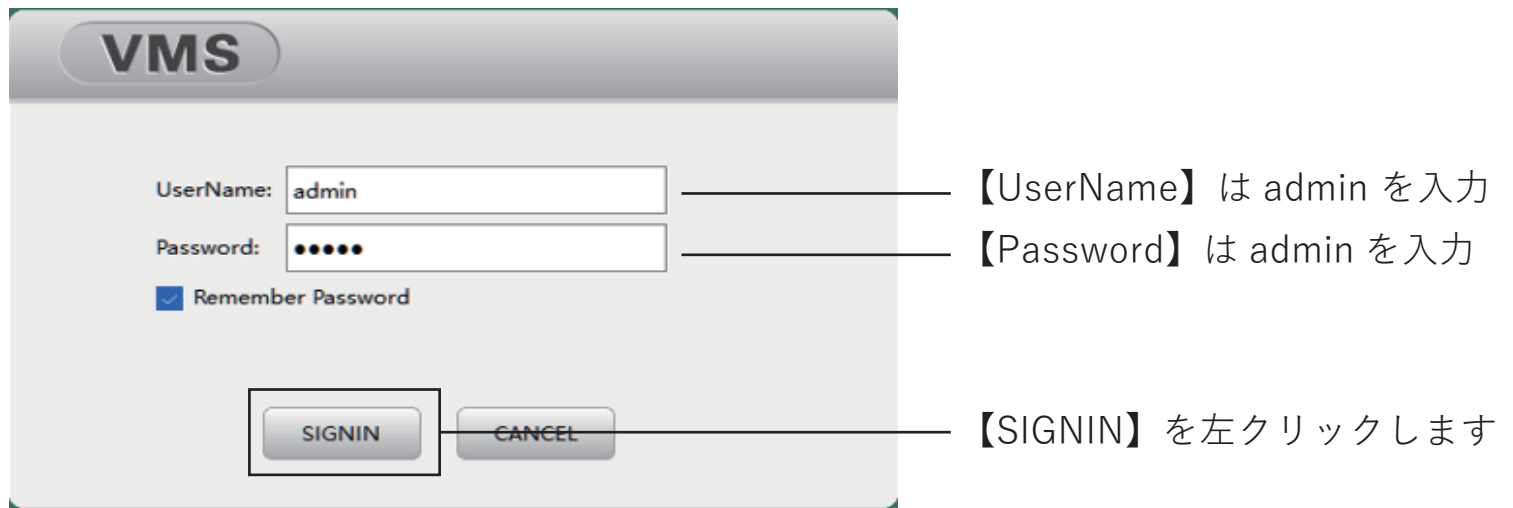 VMS
UserName: admin 【UserName】は admin を入力
Password: ●●●●● 【Password】は admin を入力
Remember Password
SIGNIN CANCEL 【SIGNIN】を左クリックします